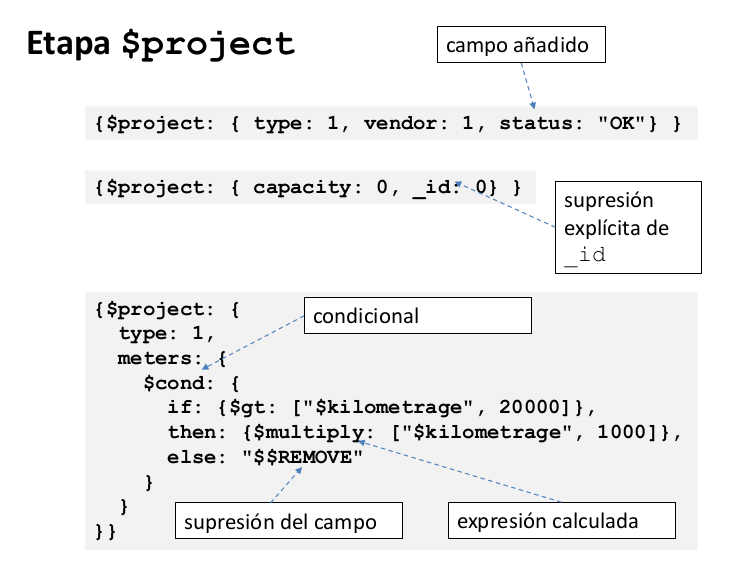 Etapa $project
campo añadido
{$project: { type: 1, vendor: 1, status: "OK"} }
{$project: { capacity: 0, _id: 0} }
supresión
explícita de
_id
{$project: {
condicional
type: 1,
meters: {
$cond: {
if: {$gt: ["$kilometrage", 20000]},
then: {$multiply: ["$kilometrage", 1000]},
else: "$$REMOVE"
}
}
}}
supresión del campo
expresión calculada